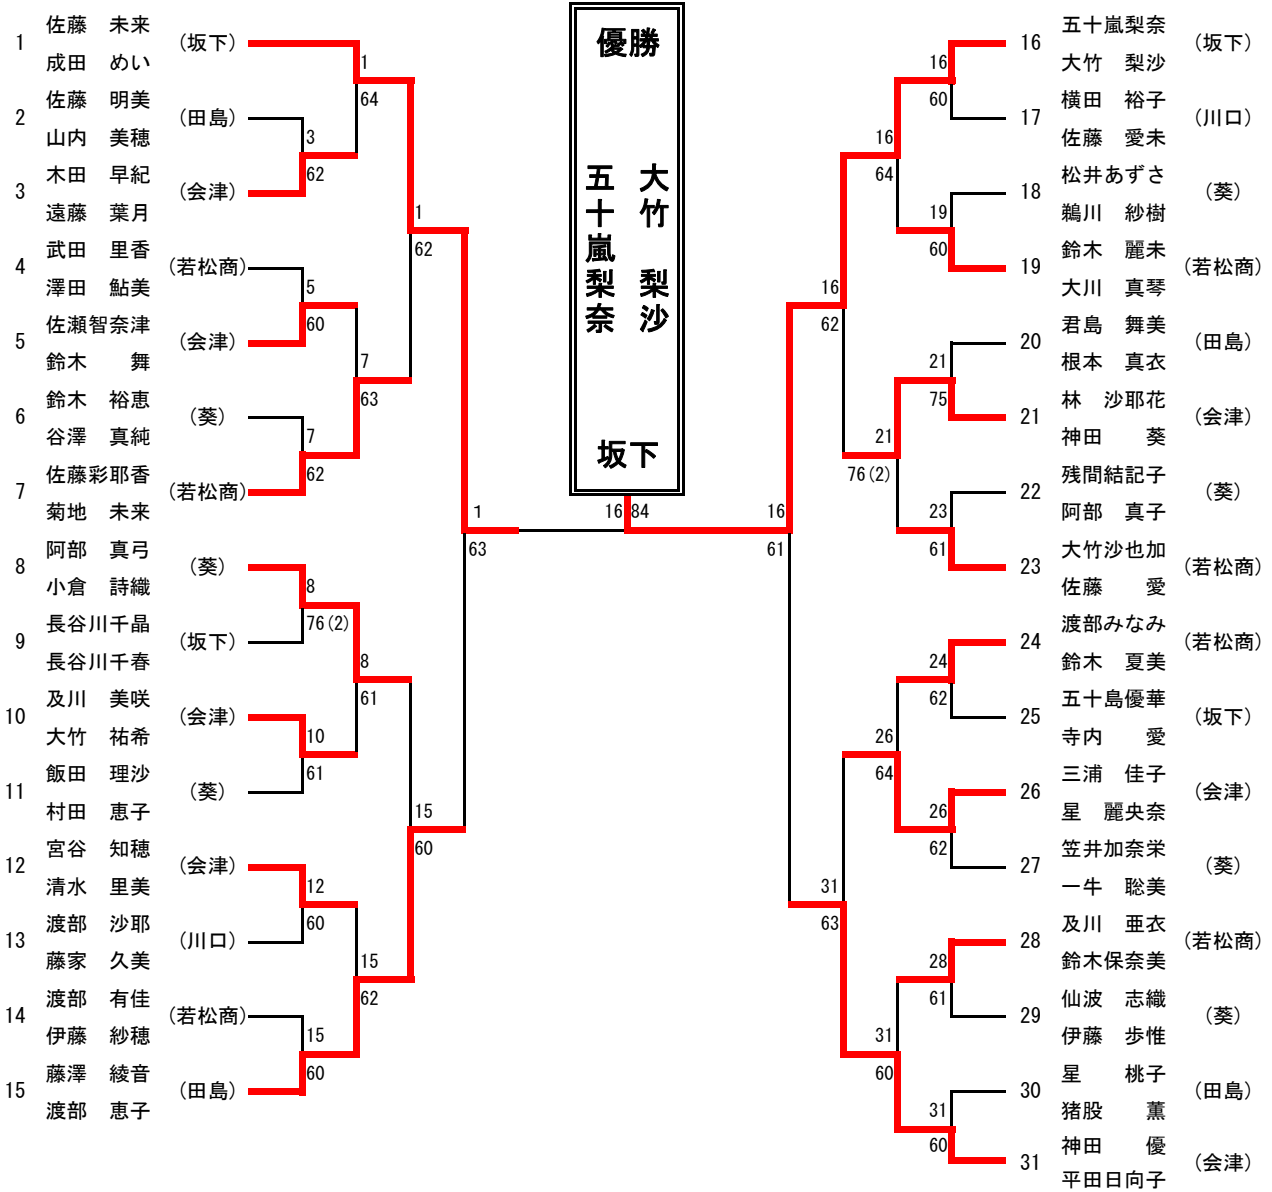 優勝
五十嵐梨奈
大竹　梨沙
坂下
1 佐藤　未来 (坂下)
成田　めい
2 佐藤　明美 (田島)
山内　美穂
3 木田　早紀 (会津)
遠藤　葉月
4 武田　里香 (若松商)
澤田　鮎美
5 佐瀬智奈津 (会津)
鈴木　　舞
6 鈴木　裕恵 (葵)
谷澤　真純
7 佐藤彩耶香 (若松商)
菊地　未来
8 阿部　真弓 (葵)
小倉　詩織
9 長谷川千晶 (坂下)
長谷川千春
10 及川　美咲 (会津)
大竹　祐希
11 飯田　理沙 (葵)
村田　恵子
12 宮谷　知穂 (会津)
清水　里美
13 渡部　沙耶 (川口)
藤家　久美
14 渡部　有佳 (若松商)
伊藤　紗穂
15 藤澤　綾音 (田島)
渡部　恵子
1
64
3
62
1
62
5
60
7
63
7
62
1
63
8
76(2)
8
61
10
61
15
60
12
60
15
62
15
60
16 84
16
61
16
62
16
64
16
60
19
60
21
76(2)
21
75
23
61
31
63
26
64
24
62
26
62
31
60
28
61
31
60
16 五十嵐梨奈 (坂下)
大竹　梨沙
17 横田　裕子 (川口)
佐藤　愛未
18 松井あずさ (葵)
鵜川　紗樹
19 鈴木　麗未 (若松商)
大川　真琴
20 君島　舞美 (田島)
根本　真衣
21 林　沙耶花 (会津)
神田　　葵
22 残間結記子 (葵)
阿部　真子
23 大竹沙也加 (若松商)
佐藤　　愛
24 渡部みなみ (若松商)
鈴木　夏美
25 五十島優華 (坂下)
寺内　　愛
26 三浦　佳子 (会津)
星　麗央奈
27 笠井加奈栄 (葵)
一牛　聡美
28 及川　亜衣 (若松商)
鈴木保奈美
29 仙波　志織 (葵)
伊藤　歩惟
30 星　　桃子 (田島)
猪股　　薫
31 神田　　優 (会津)
平田日向子